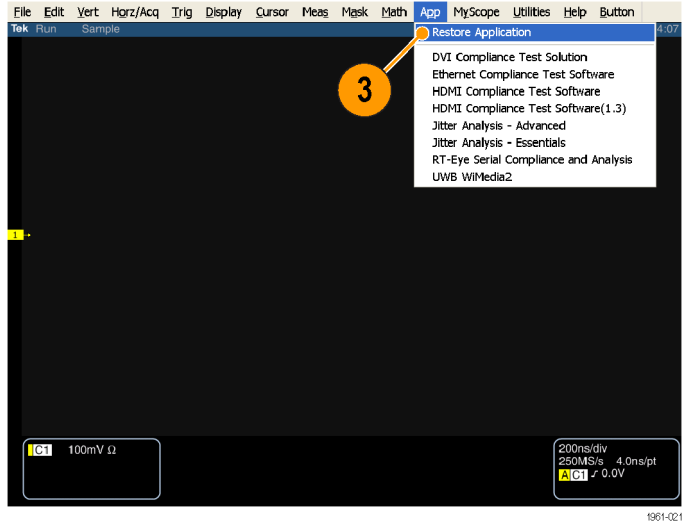 File Edit Vert Horz/Acq Trig Display Cursor Meas Mask Math App MyScope Utilities Help Button
Tek Run Sample 4:07
Restore Application
3
DVI Compliance Test Solution
Ethernet Compliance Test Software
HDMI Compliance Test Software
HDMI Compliance Test Software(1.3)
Jitter Analysis - Advanced
Jitter Analysis - Essentials
RT-Eye Serial Compliance and Analysis
UWB WiMedia2
1
C1 100mV Ω
200ns/div
250MS/s 4.0ns/pt
A C1 0.0V
1961-021